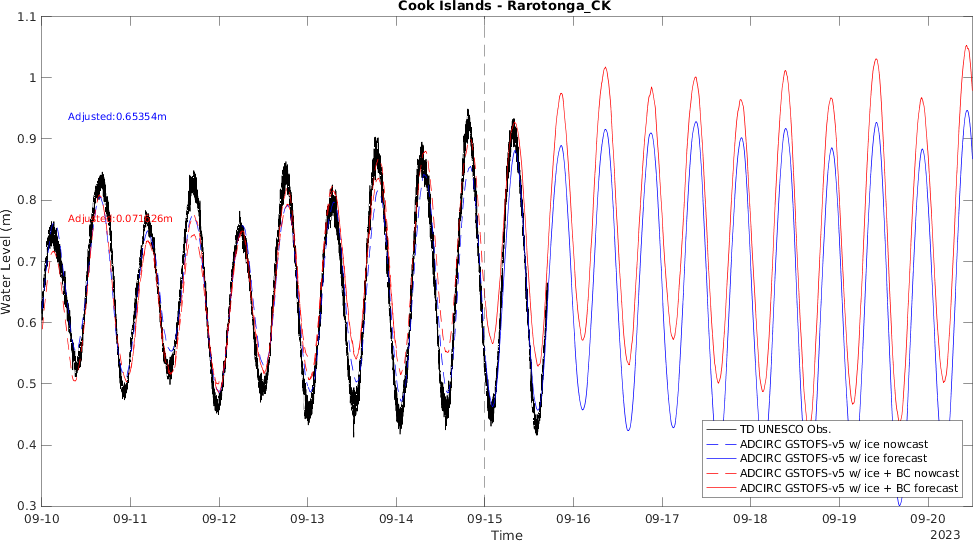 Cook Islands - Rarotonga_CK
1.1
1
0.9
0.8
0.7
0.6
0.5
0.4
0.3
Water Level (m)
Adjusted:0.65354m
09-10
09-11
09-12
09-13
09-14
09-15
09-16
09-17
09-18
09-19
09-20
Time
2023
TD UNESCO Obs.
ADCIRC GSTOFS-v5 w/ ice nowcast
ADCIRC GSTOFS-v5 w/ ice forecast
ADCIRC GSTOFS-v5 w/ ice + BC nowcast
ADCIRC GSTOFS-v5 w/ ice + BC forecast